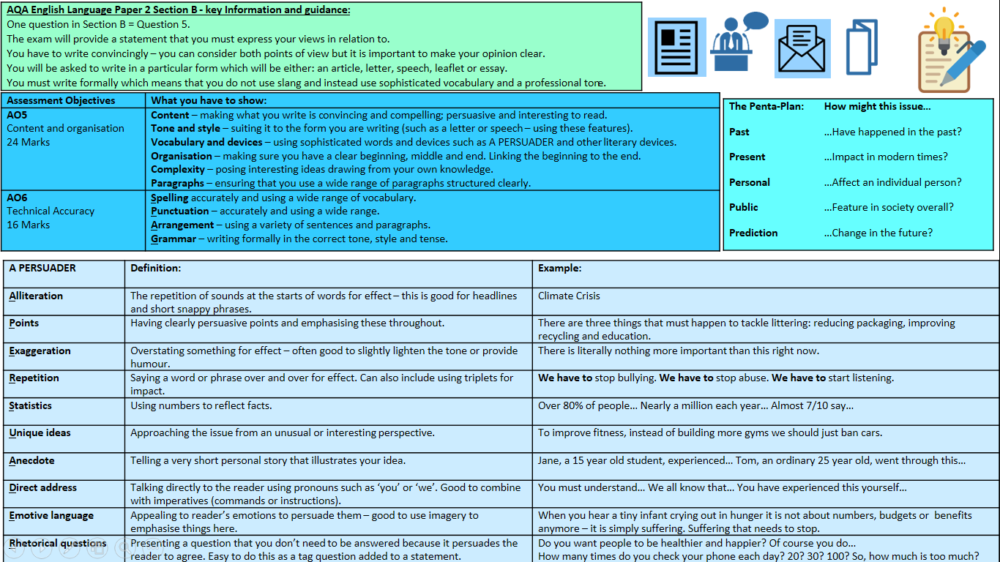 AQA English Language Paper 2 Section B - key Information and guidance:
One question in Section B = Question 5.
The exam will provide a statement that you must express your views in relation to.
You have to write convincingly – you can consider both points of view but it is important to make your opinion clear.
You will be asked to write in a particular form which will be either: an article, letter, speech, leaflet or essay.
You must write formally which means that you do not use slang and instead use sophisticated vocabulary and a professional tone.
Assessment Objectives
What you have to show:
AO5
Content and organisation
24 Marks
Content – making what you write is convincing and compelling; persuasive and interesting to read.
Tone and style – suiting it to the form you are writing (such as a letter or speech – using these features).
Vocabulary and devices – using sophisticated words and devices such as A PERSUADER and other literary devices.
Organisation – making sure you have a clear beginning, middle and end. Linking the beginning to the end.
Complexity – posing interesting ideas drawing from your own knowledge.
Paragraphs – ensuring that you use a wide range of paragraphs structured clearly.
AO6
Technical Accuracy
16 Marks
Spelling accurately and using a wide range of vocabulary.
Punctuation – accurately and using a wide range.
Arrangement – using a variety of sentences and paragraphs.
Grammar – writing formally in the correct tone, style and tense.
The Penta-Plan: How might this issue…
Past …Have happened in the past?
Present …Impact in modern times?
Personal …Affect an individual person?
Public …Feature in society overall?
Prediction …Change in the future?
A PERSUADER
Definition:
Example:
Alliteration
The repetition of sounds at the starts of words for effect – this is good for headlines
and short snappy phrases.
Climate Crisis
Points
Having clearly persuasive points and emphasising these throughout.
There are three things that must happen to tackle littering: reducing packaging, improving
recycling and education.
Exaggeration
Overstating something for effect – often good to slightly lighten the tone or provide
humour.
There is literally nothing more important than this right now.
Repetition
Saying a word or phrase over and over for effect. Can also include using triplets for
impact.
We have to stop bullying. We have to stop abuse. We have to start listening.
Statistics
Using numbers to reflect facts.
Over 80% of people… Nearly a million each year… Almost 7/10 say…
Unique ideas
Approaching the issue from an unusual or interesting perspective.
To improve fitness, instead of building more gyms we should just ban cars.
Anecdote
Telling a very short personal story that illustrates your idea.
Jane, a 15 year old student, experienced… Tom, an ordinary 25 year old, went through this…
Direct address
Talking directly to the reader using pronouns such as ‘you’ or ‘we’. Good to combine
with imperatives (commands or instructions).
You must understand… We all know that… You have experienced this yourself…
Emotive language
Appealing to reader’s emotions to persuade them – good to use imagery to
emphasise things here.
When you hear a tiny infant crying out in hunger it is not about numbers, budgets or benefits
anymore – it is simply suffering. Suffering that needs to stop.
Rhetorical questions
Presenting a question that you don’t need to be answered because it persuades the
reader to agree. Easy to do this as a tag question added to a statement.
Do you want people to be healthier and happier? Of course you do…
How many times do you check your phone each day? 20? 30? 100? So, how much is too much?